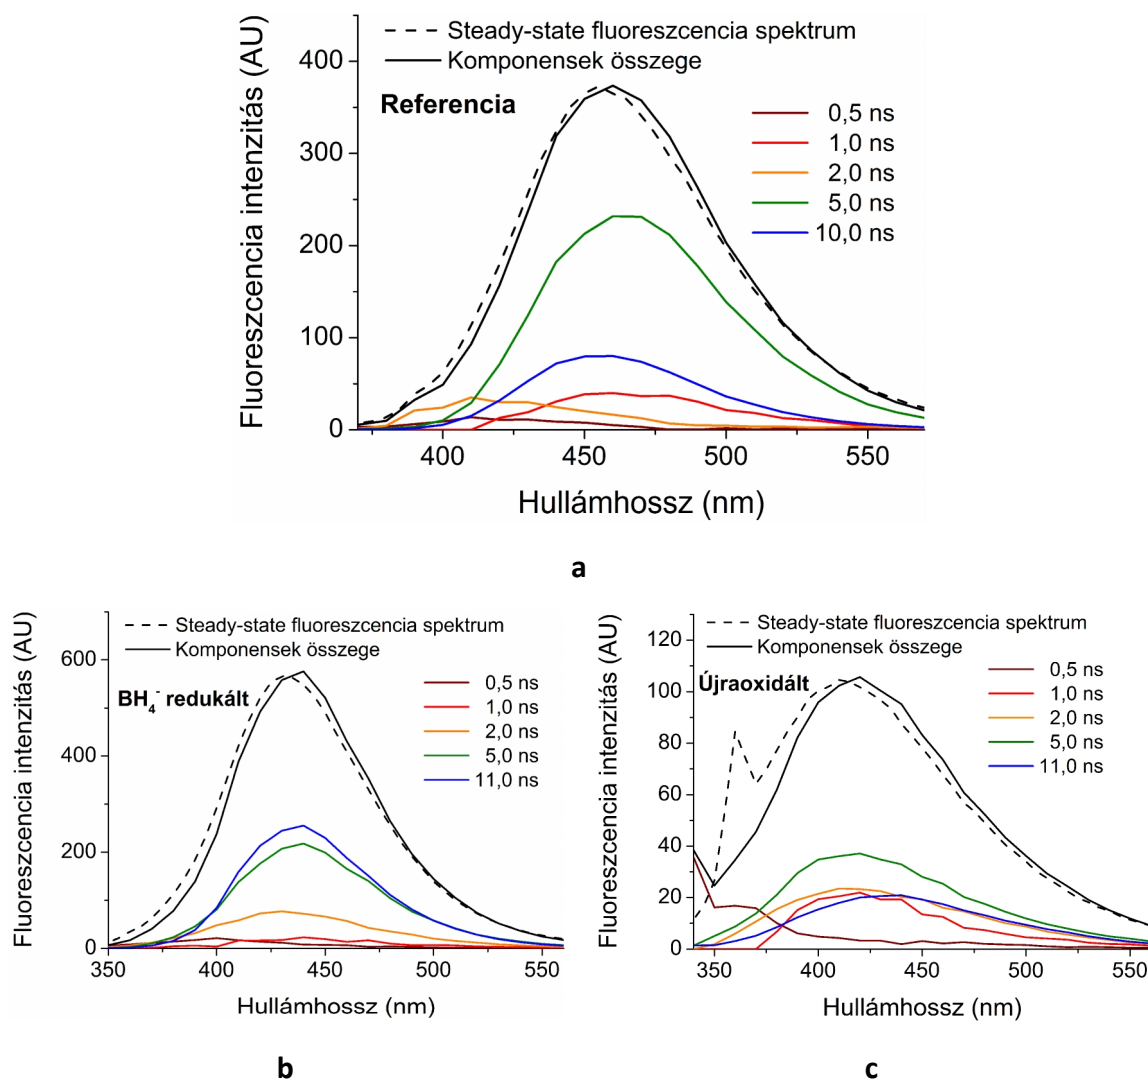 Steady-state fluoreszcencia spektrum
Komponensek összege
Referencia
0,5 ns
1,0 ns
2,0 ns
5,0 ns
10,0 ns
Fluoreszcencia intenzitás (AU)
400
300
200
100
0
400
450
500
550
Hullámhossz (nm)
a
Steady-state fluoreszcencia spektrum
Komponensek összege
BH4- redukált
0,5 ns
1,0 ns
2,0 ns
5,0 ns
11,0 ns
Fluoreszcencia intenzitás (AU)
600
400
200
0
350
400
450
500
550
Hullámhossz (nm)
b
Steady-state fluoreszcencia spektrum
Komponensek összege
Újraoxidált
0,5 ns
1,0 ns
2,0 ns
5,0 ns
11,0 ns
Fluoreszcencia intenzitás (AU)
120
100
80
60
40
20
0
350
400
450
500
550
Hullámhossz (nm)
c